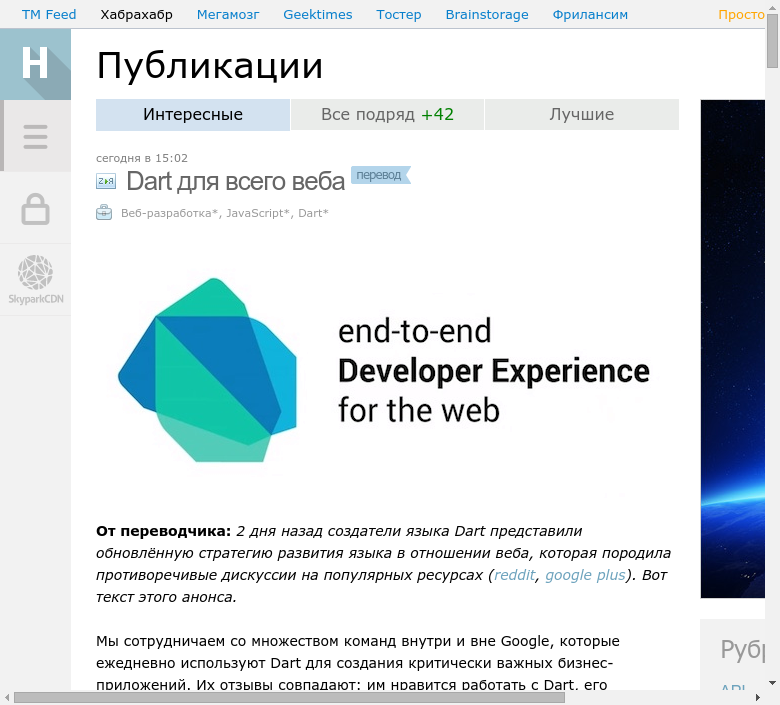 TM Feed Хабрахабр Мегамозг Geektimes Тостер Brainstorage Фрилансим Просто
H
Публикации
Интересные Все подряд +42 Лучшие
сегодня в 15:02
Dart для всего веба перевод
Веб-разработка*, JavaScript*, Dart*
SkyparkCDN
end-to-end
Developer Experience
for the web
От переводчика: 2 дня назад создатели языка Dart представили
обновлённую стратегию развития языка в отношении веба, которая породила
противоречивые дискуссии на популярных ресурсах (reddit, google plus). Вот
текст этого анонса.
Мы сотрудничаем со множеством команд внутри и вне Google, которые
ежедневно используют Dart для создания критически важных бизнес-
приложений. Их отзывы совпадают: им нравится работать с Dart, его
Рубр